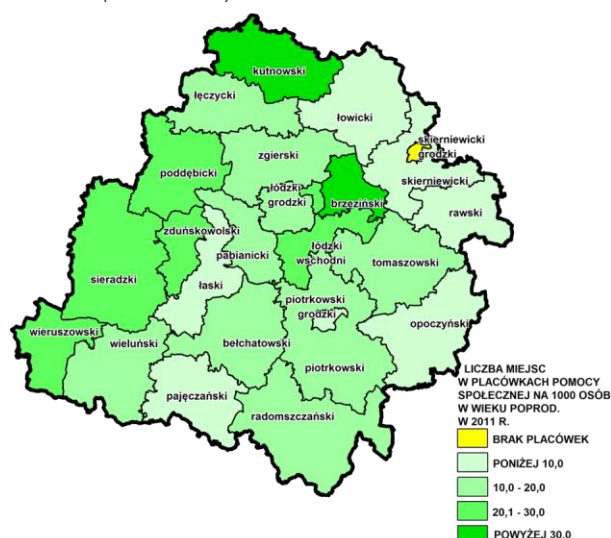 kutnowski
łęczycki
łowicki
skierniewicki
grodzki
zgierski
poddębicki
łódzki
grodzki
brzeziński
skierniewicki
rawski
zduńskowolski
łódzki
wschodni
pabianicki
tomaszowski
sieradzki
łaski
piotrkowski
grodzki
opoczyński
wieruszowski
wieluński
bełchatowski
piotrkowski
pajęczański
radomszczański
LICZBA MIEJSC
W PLACÓWKACH POMOCY
SPOŁECZNEJ NA 1000 OSÓB
W WIEKU POPROD.
W 2011 R.
BRAK PLACÓWEK
PONIŻEJ 10,0
10,0 - 20,0
20,1 - 30,0
POWYŻEJ 30,0